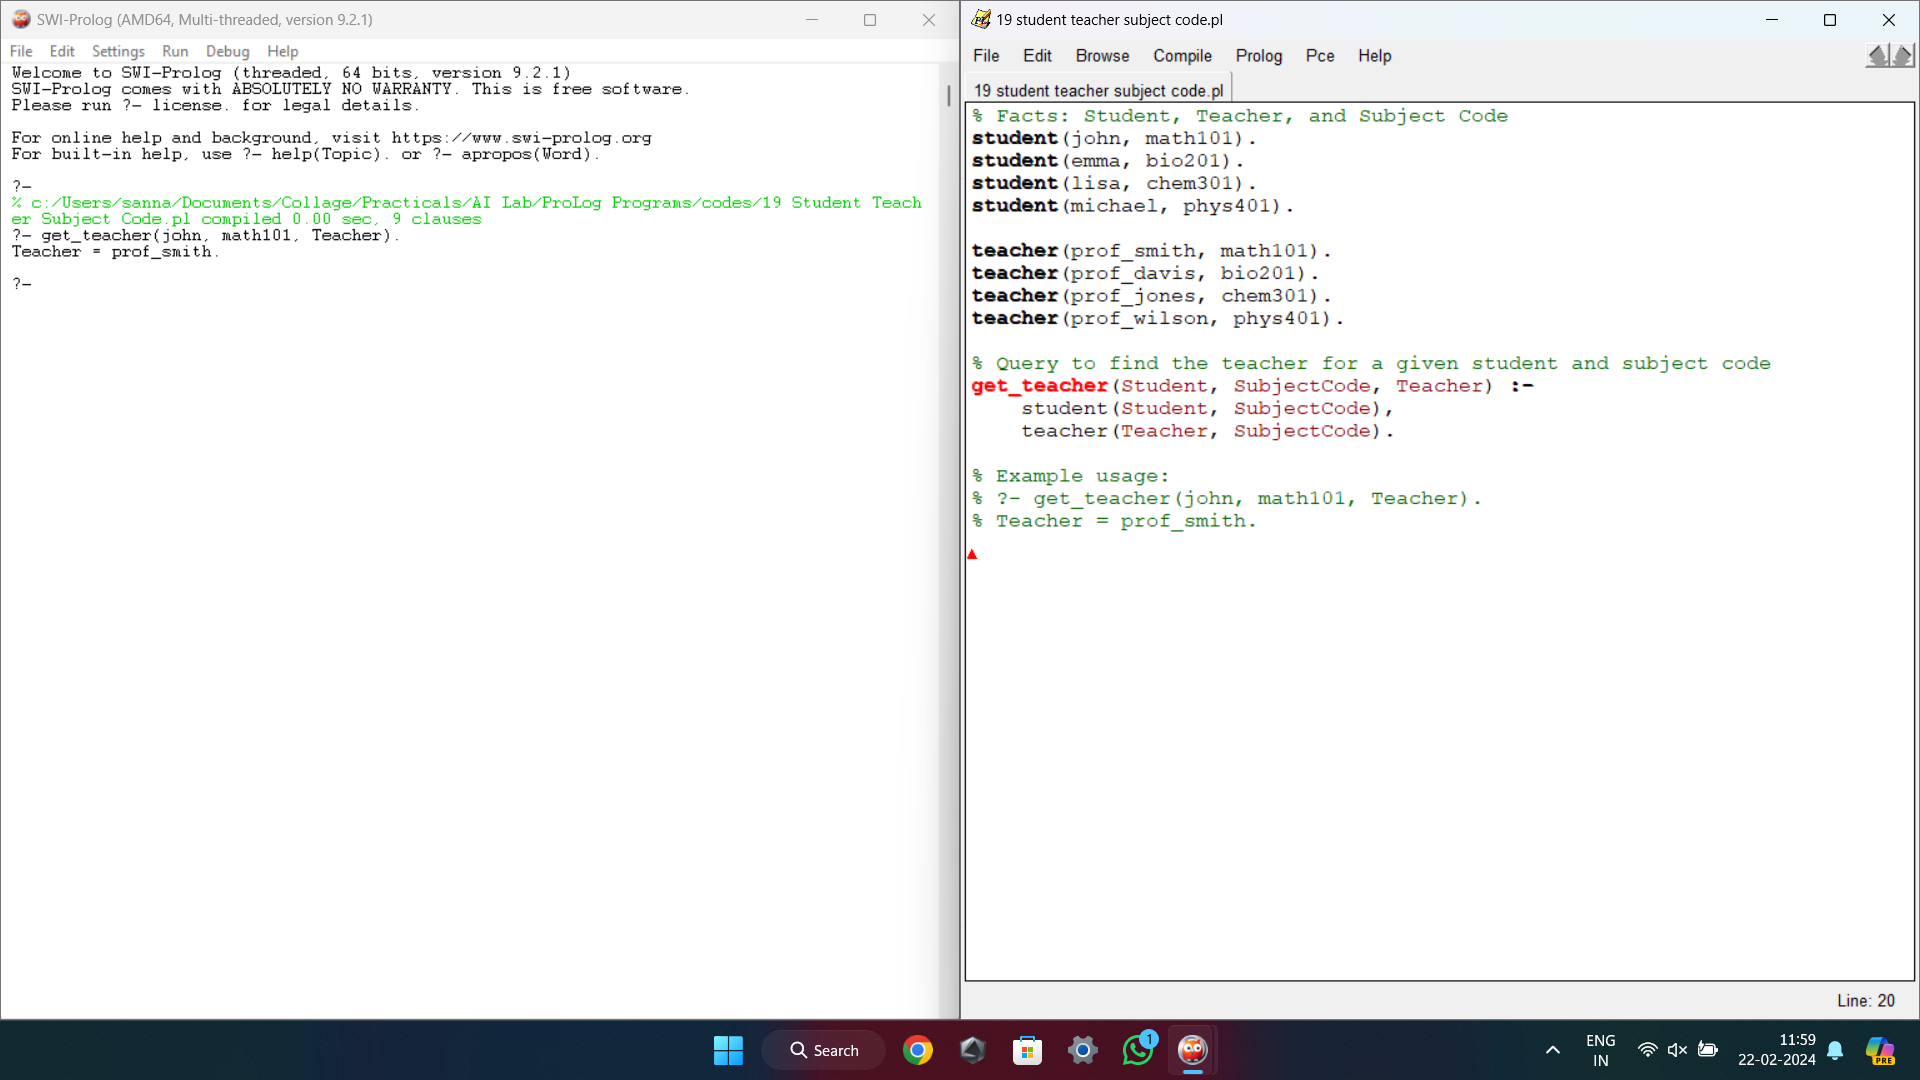 SWI-Prolog (AMD64, Multi-threaded, version 9.2.1)
File Edit Settings Run Debug Help
Welcome to SWI-Prolog (threaded, 64 bits, version 9.2.1)
SWI-Prolog comes with ABSOLUTELY NO WARRANTY. This is free software.
Please run ?- license. for legal details.
For online help and background, visit https://www.swi-prolog.org
For built-in help, use ?- help(Topic). or ?- apropos(Word).
?-
% c:/Users/sanna/Documents/Collage/Practicals/AI Lab/ProLog Programs/codes/19 Student Teach
er Subject Code.pl compiled 0.00 sec, 9 clauses
?- get_teacher(john, math101, Teacher).
Teacher = prof_smith.
?-
19 student teacher subject code.pl
File Edit Browse Compile Prolog Pce Help
19 student teacher subject code.pl
% Facts: Student, Teacher, and Subject Code
student(john, math101).
student(emma, bio201).
student(lisa, chem301).
student(michael, phys401).
teacher(prof_smith, math101).
teacher(prof_davis, bio201).
teacher(prof_jones, chem301).
teacher(prof_wilson, phys401).
% Query to find the teacher for a given student and subject code
get_teacher(Student, SubjectCode, Teacher) :-
    student(Student, SubjectCode),
    teacher(Teacher, SubjectCode).
% Example usage:
% ?- get_teacher(john, math101, Teacher).
% Teacher = prof_smith.
Line: 20
Search
1
ENG
IN
11:59
22-02-2024
PRE